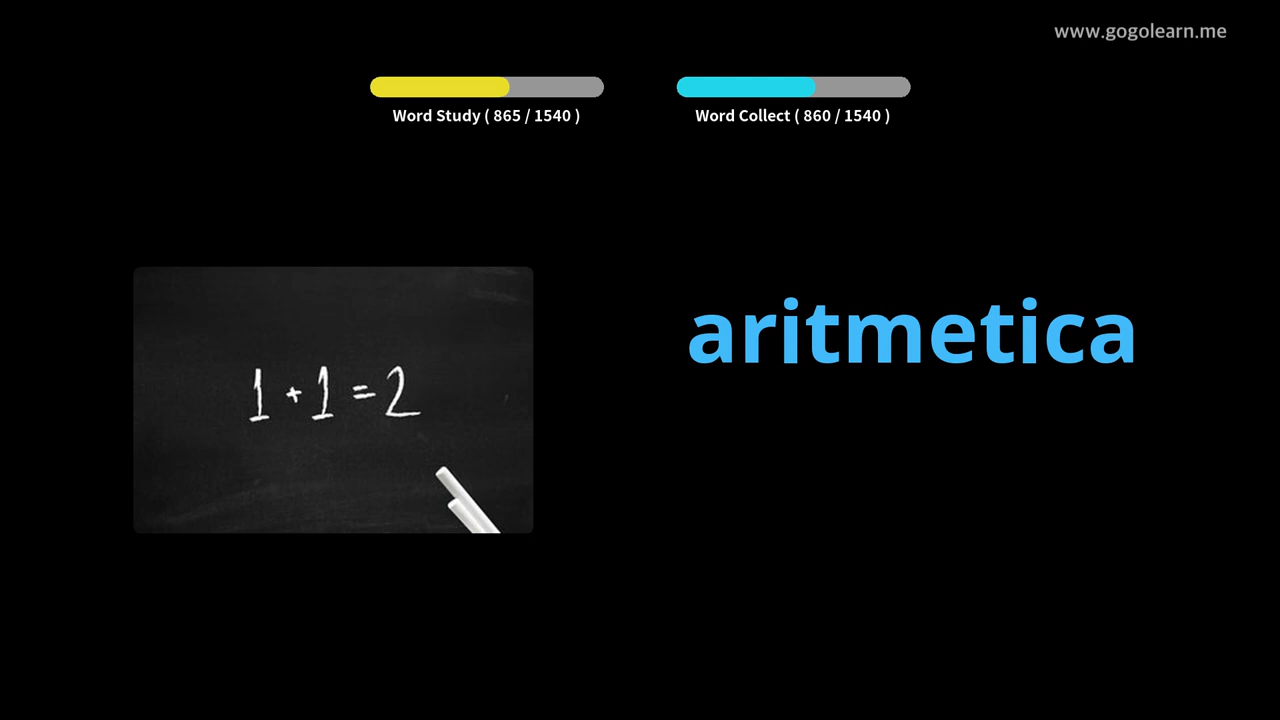 www.gogolearn.me
Word Study ( 865 / 1540 )
Word Collect ( 860 / 1540 )
aritmetica
1 + 1 = 2